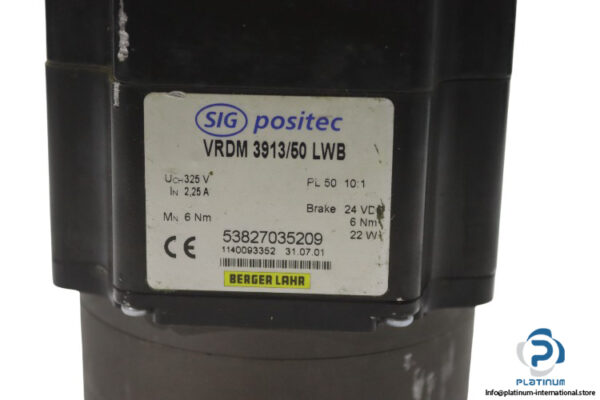 SIG positec
VRDM 3913/50 LWB
UCH 325 V
IN 2,25 A
PL 50 10:1
Brake 24 VDC
MN 6 Nm
6 Nm
22 W
53827035209
CE
1140093352 31.07.01
BERGER LAHR
PLATINUM
Info@platinum-international.store